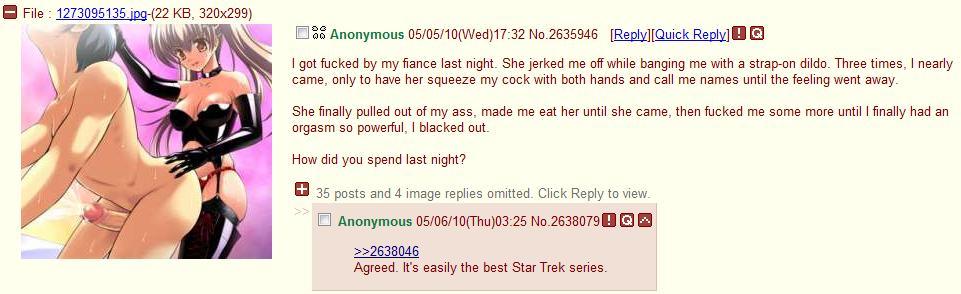 File : 1273095135.jpg-(22 KB, 320x299)
Anonymous 05/05/10(Wed)17:32 No.2635946 [Reply][Quick Reply] ! Q
I got fucked by my fiance last night. She jerked me off while banging me with a strap-on dildo. Three times, I nearly
came, only to have her squeeze my cock with both hands and call me names until the feeling went away.
She finally pulled out of my ass, made me eat her until she came, then fucked me some more until I finally had an
orgasm so powerful, I blacked out.
How did you spend last night?
35 posts and 4 image replies omitted. Click Reply to view.
>> Anonymous 05/06/10(Thu)03:25 No.2638079 ! Q
>>2638046
Agreed. It's easily the best Star Trek series.